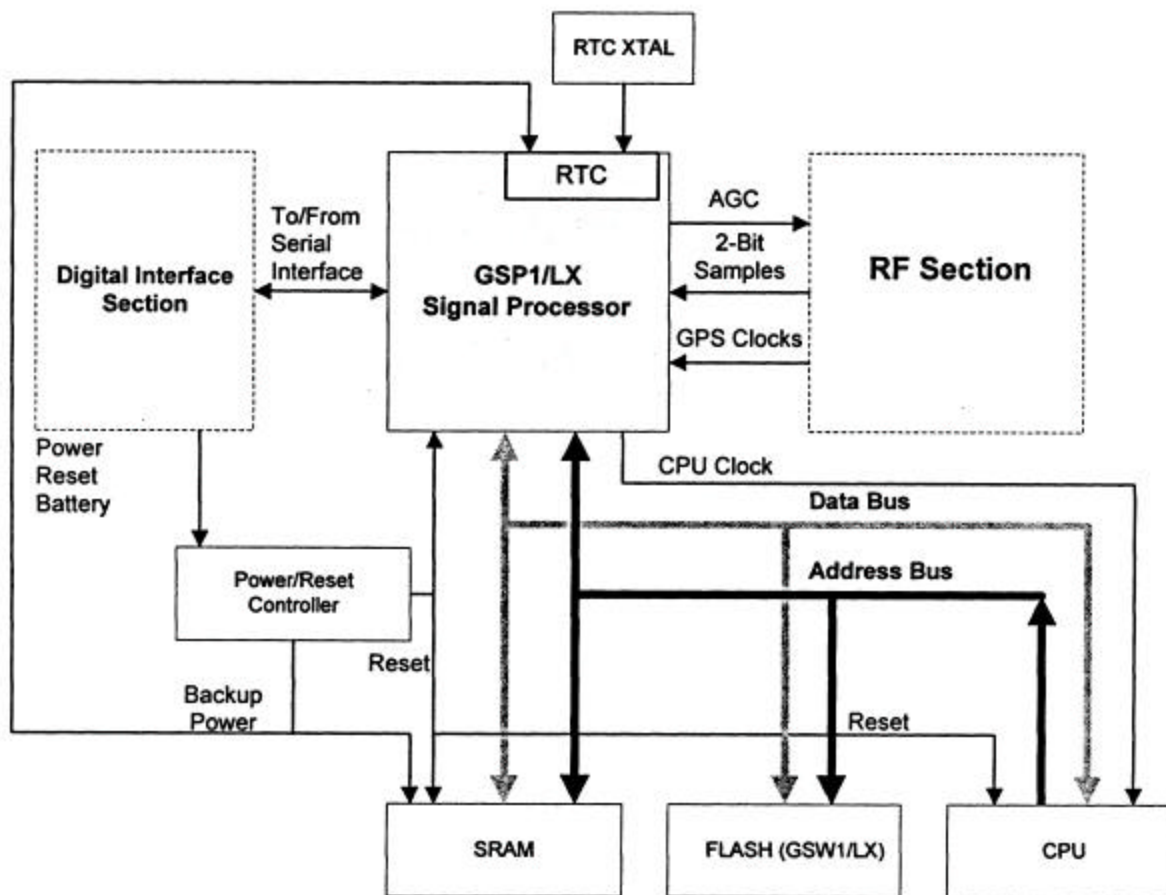 RTC XTAL
RTC
AGC
To/From
Serial
Interface
2-Bit
Samples
Digital Interface
Section
GSP1/LX
Signal Processor
RF Section
GPS Clocks
Power
Reset
Battery
CPU Clock
Data Bus
Power/Reset
Controller
Address Bus
Reset
Backup
Power
Reset
SRAM
FLASH (GSW1/LX)
CPU